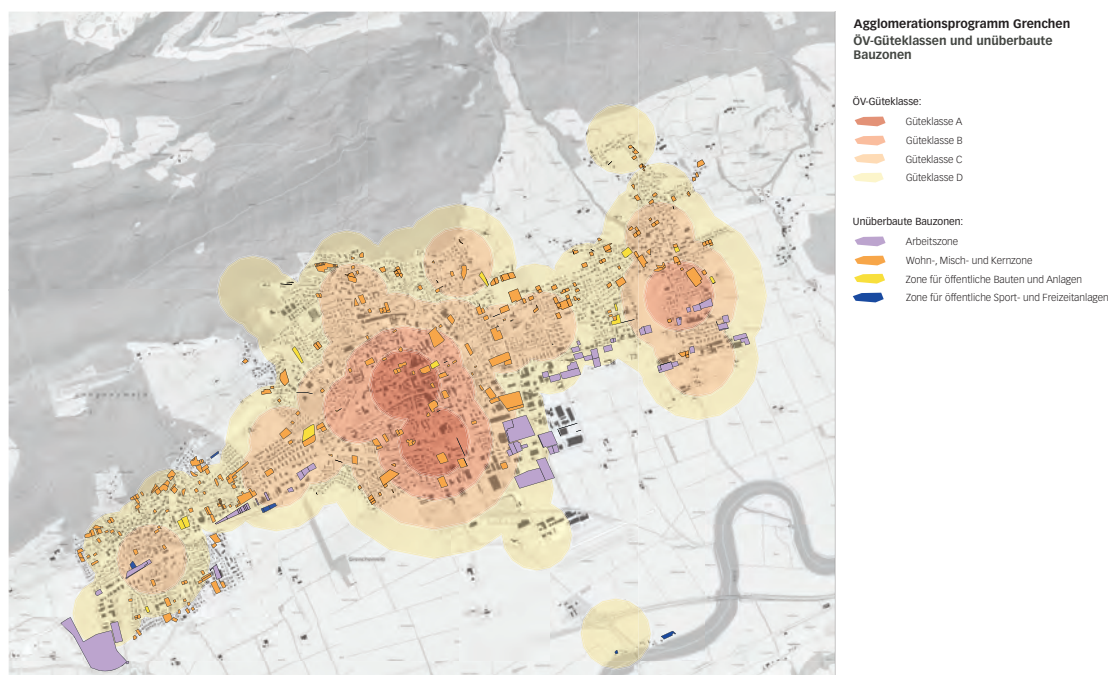 Agglomerationsprogramm Grenchen
ÖV-Güteklassen und unüberbaute
Bauzonen
ÖV-Güteklasse:
Güteklasse A
Güteklasse B
Güteklasse C
Güteklasse D
Unüberbaute Bauzonen:
Arbeitszone
Wohn-, Misch- und Kernzone
Zone für öffentliche Bauten und Anlagen
Zone für öffentliche Sport- und Freizeitanlagen